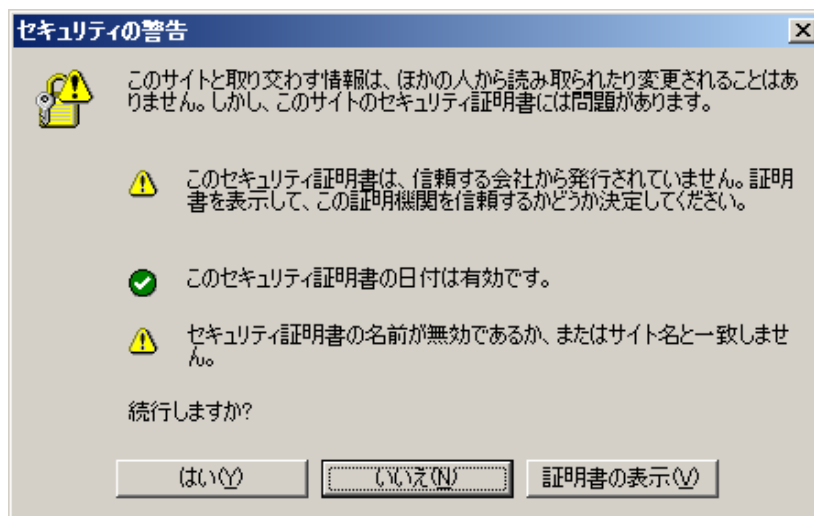 セキュリティの警告
このサイトと取り交わす情報は、ほかの人から読み取られたり変更されることはあ
りません。しかし、このサイトのセキュリティ証明書には問題があります。
このセキュリティ証明書は、信頼する会社から発行されていません。証明
書を表示して、この証明機関を信頼するかどうか決定してください。
このセキュリティ証明書の日付は有効です。
セキュリティ証明書の名前が無効であるか、またはサイト名と一致しませ
ん。
続行しますか?
はい(Y) いいえ(N) 証明書の表示(V)